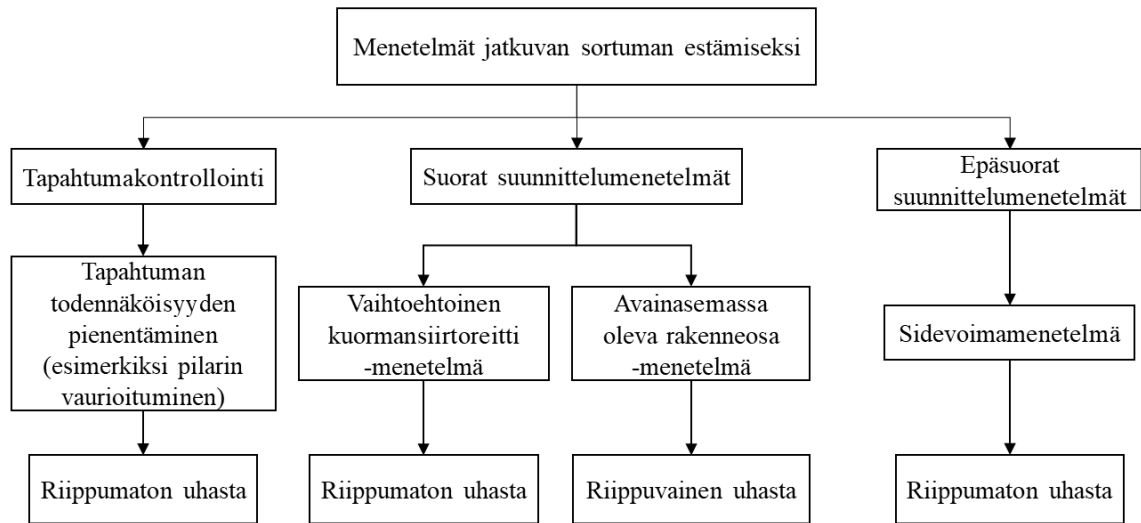 Menetelmät jatkuvan sortuman estämiseksi
Tapahtumakontrollointi
Suorat suunnittelumenetelmät
Epäsuorat
suunnittelumenetelmät
Tapahtuman
todennäköisyyden
pienentäminen
(esimerkiksi pilarin
vaurioituminen)
Vaihtoehtoinen
kuormansiirtoreitti
-menetelmä
Avainasemassa
oleva rakenneosa
-menetelmä
Sidevoimamenetelmä
Riippumaton uhasta
Riippumaton uhasta
Riippuvainen uhasta
Riippumaton uhasta